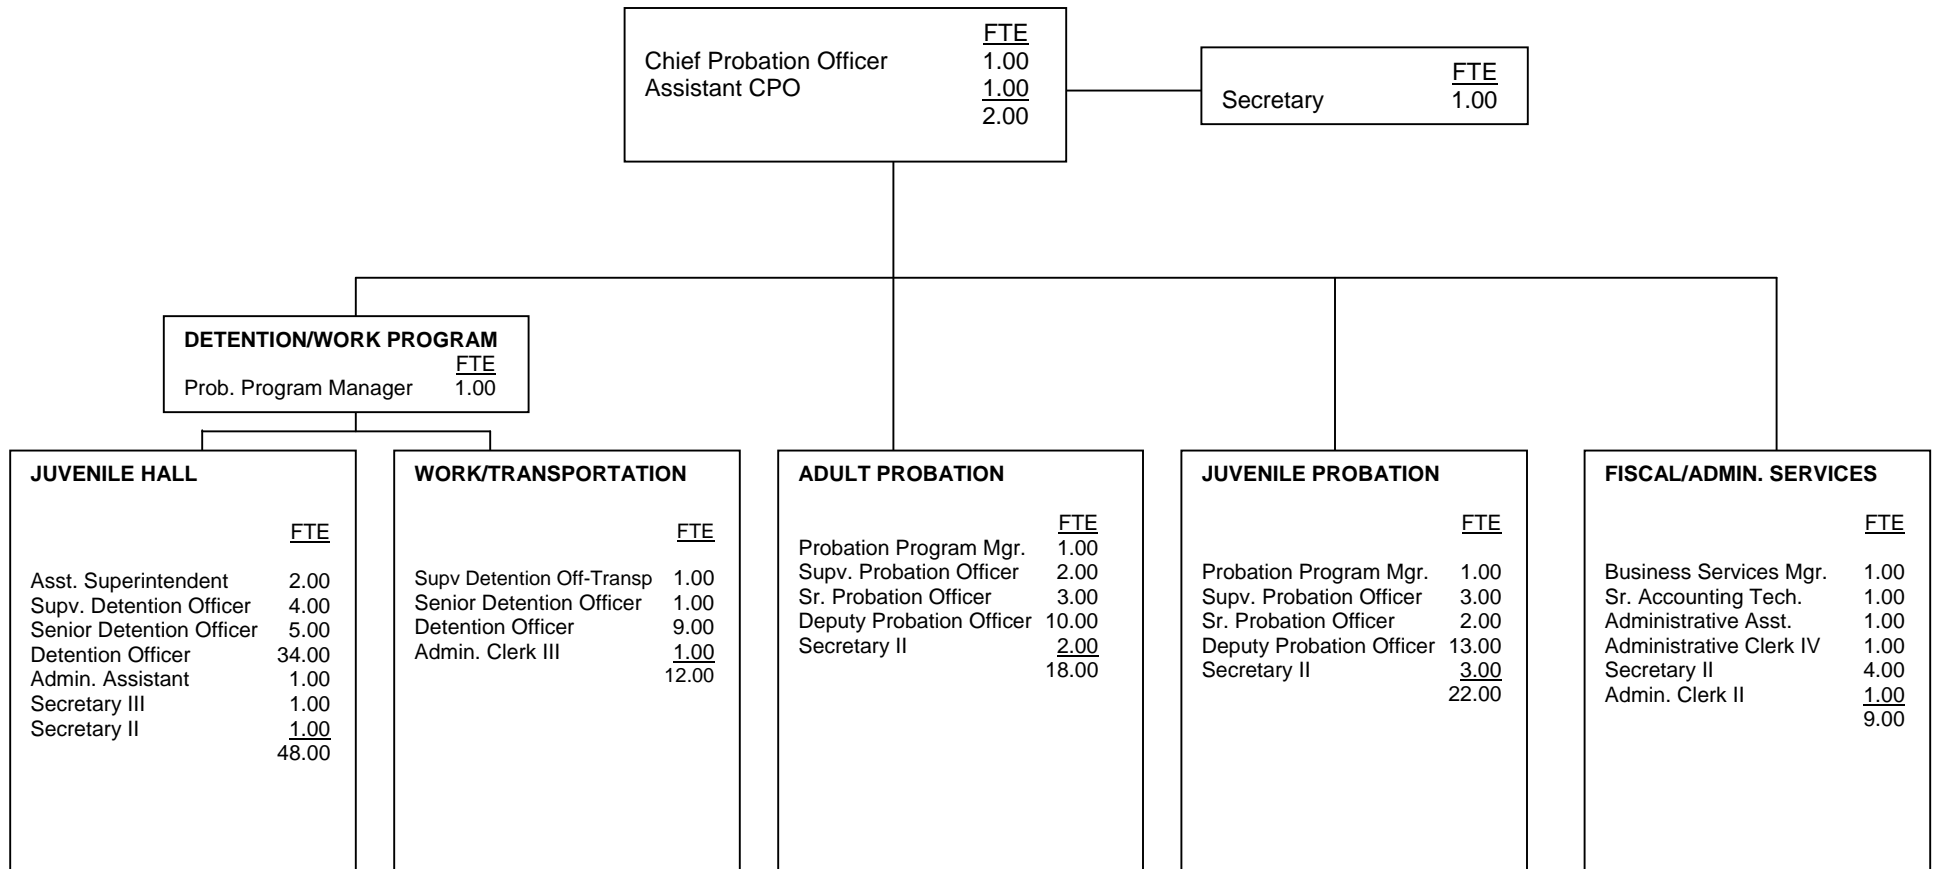 FTE
Chief Probation Officer 1.00
Assistant CPO 1.00
2.00
FTE
Secretary 1.00
DETENTION/WORK PROGRAM
FTE
Prob. Program Manager 1.00
JUVENILE HALL
FTE
Asst. Superintendent 2.00
Supv. Detention Officer 4.00
Senior Detention Officer 5.00
Detention Officer 34.00
Admin. Assistant 1.00
Secretary III 1.00
Secretary II 1.00
48.00
WORK/TRANSPORTATION
FTE
Supv Detention Off-Transp 1.00
Senior Detention Officer 1.00
Detention Officer 9.00
Admin. Clerk III 1.00
12.00
ADULT PROBATION
FTE
Probation Program Mgr. 1.00
Supv. Probation Officer 2.00
Sr. Probation Officer 3.00
Deputy Probation Officer 10.00
Secretary II 2.00
18.00
JUVENILE PROBATION
FTE
Probation Program Mgr. 1.00
Supv. Probation Officer 3.00
Sr. Probation Officer 2.00
Deputy Probation Officer 13.00
Secretary II 3.00
22.00
FISCAL/ADMIN. SERVICES
FTE
Business Services Mgr. 1.00
Sr. Accounting Tech. 1.00
Administrative Asst. 1.00
Administrative Clerk IV 1.00
Secretary II 4.00
Admin. Clerk II 1.00
9.00